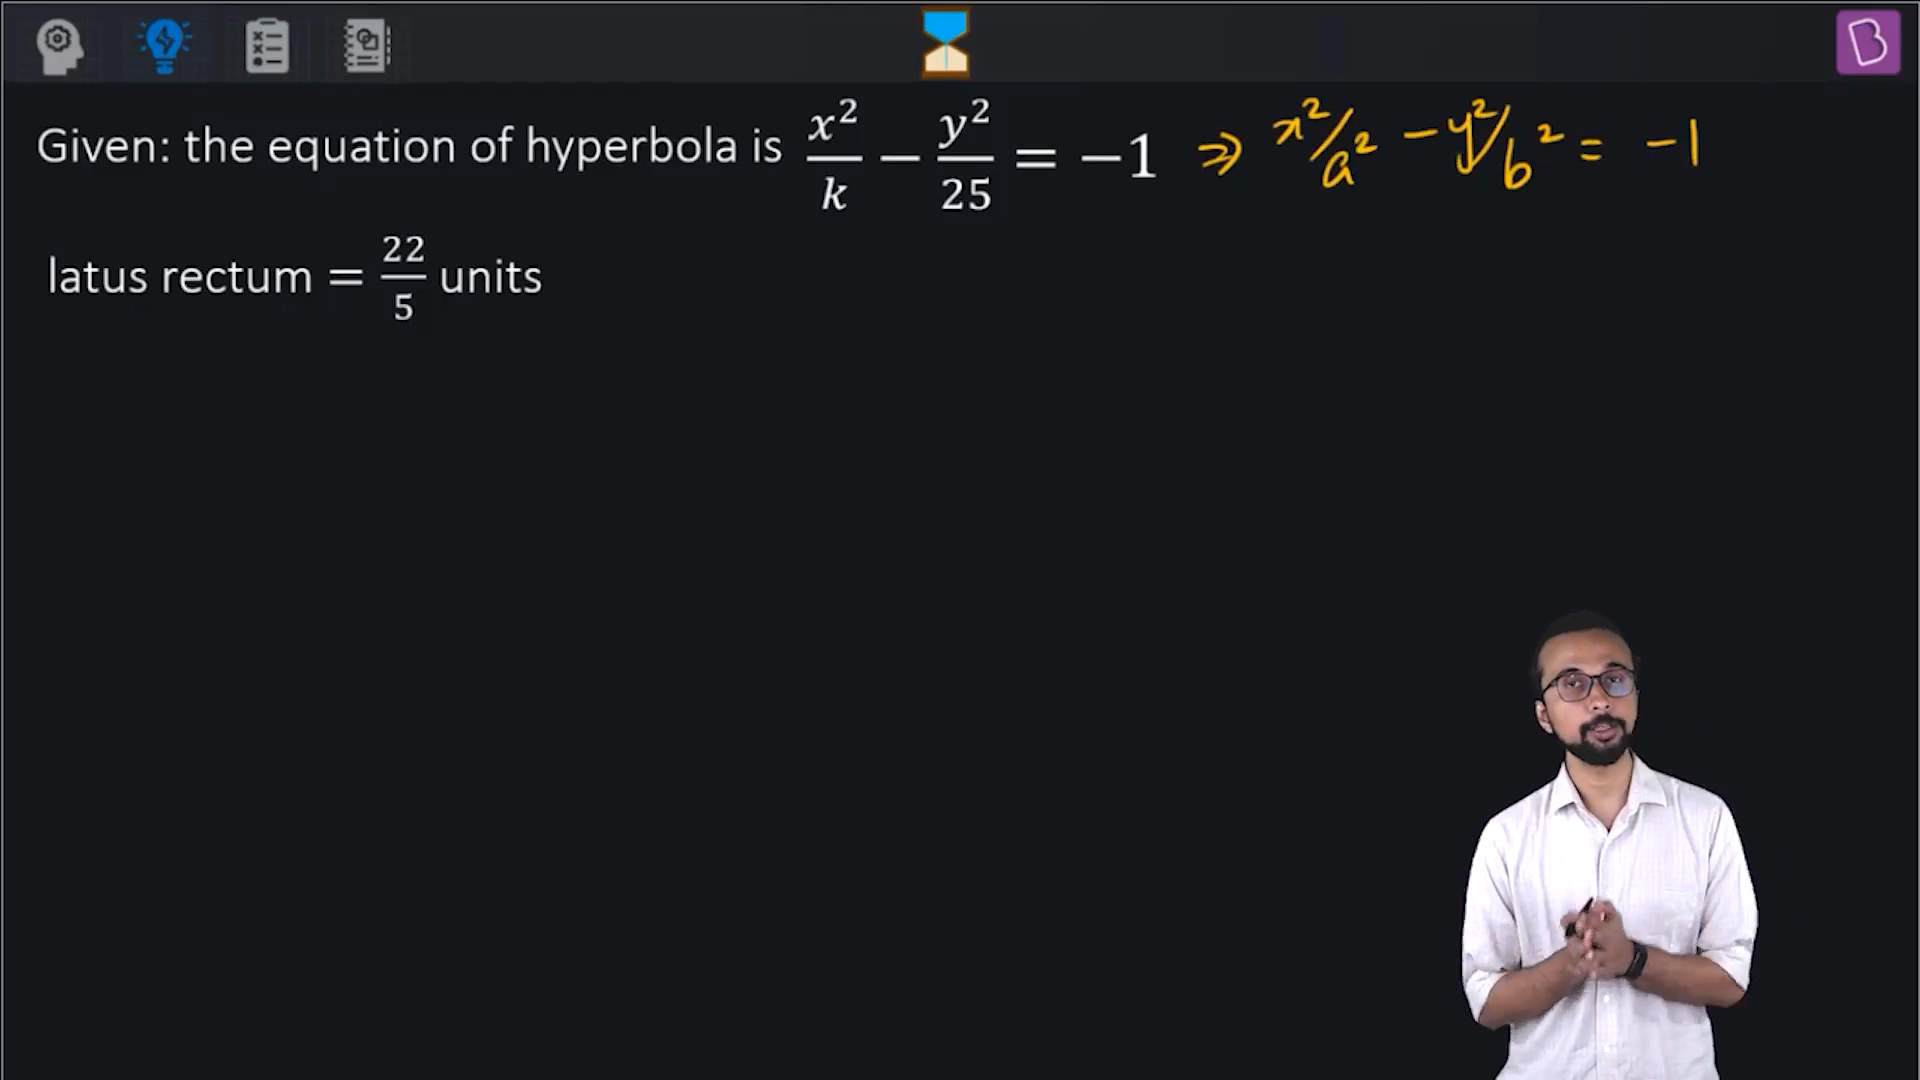 Given: the equation of hyperbola is x²/k − y²/25 = −1 ⇒ x²/a² − y²/b² = −1
latus rectum = 22/5 units